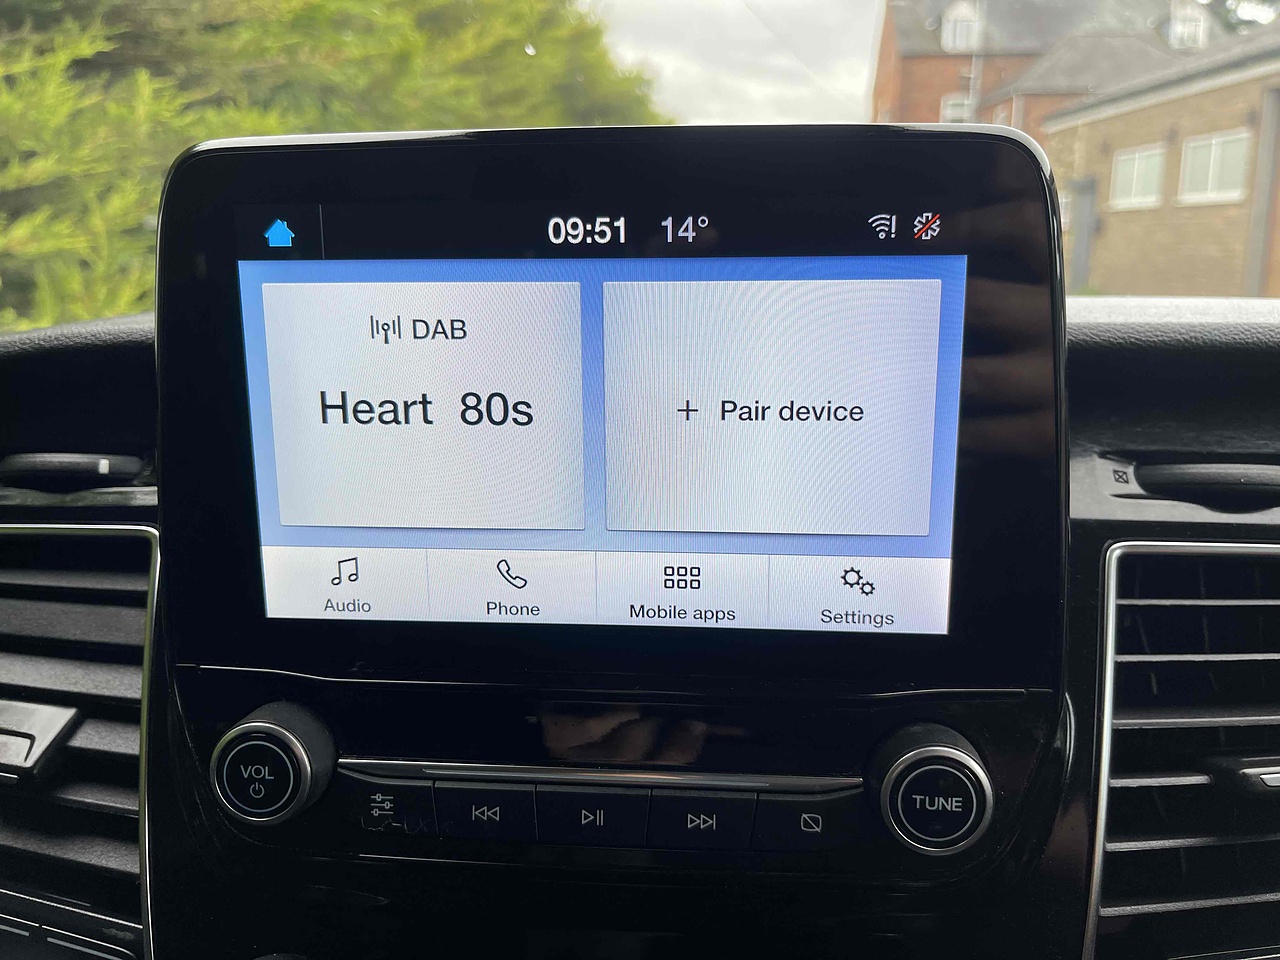 09:51 14°
DAB
Heart 80s
+ Pair device
Audio
Phone
Mobile apps
Settings
VOL
TUNE